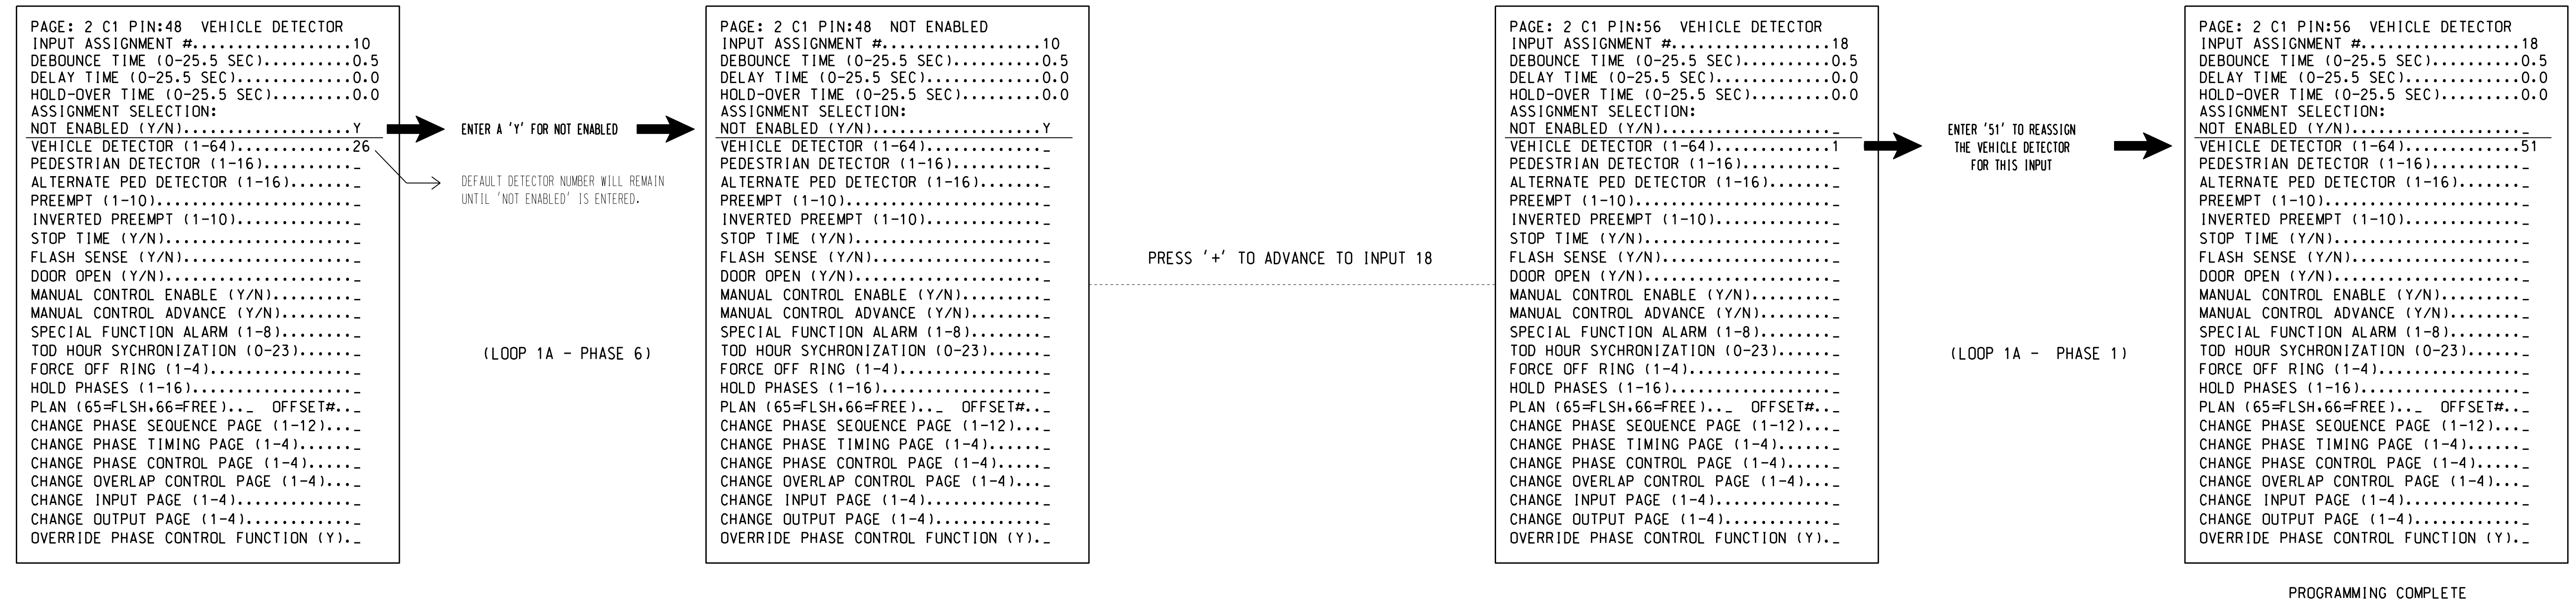 PAGE: 2 C1 PIN:48 VEHICLE DETECTOR
INPUT ASSIGNMENT #..................10
DEBOUNCE TIME (0-25.5 SEC)..........0.5
DELAY TIME (0-25.5 SEC).............0.0
HOLD-OVER TIME (0-25.5 SEC).........0.0
ASSIGNMENT SELECTION:
NOT ENABLED (Y/N)...................Y
VEHICLE DETECTOR (1-64).............26
PEDESTRIAN DETECTOR (1-16)..........._
ALTERNATE PED DETECTOR (1-16)......._
PREEMPT (1-10)......................_
INVERTED PREEMPT (1-10)............._
STOP TIME (Y/N)....................._
FLASH SENSE (Y/N)..................._
DOOR OPEN (Y/N)....................._
MANUAL CONTROL ENABLE (Y/N)........._
MANUAL CONTROL ADVANCE (Y/N)........_
SPECIAL FUNCTION ALARM (1-8)........_
TOD HOUR SYCHRONIZATION (0-23)......_
FORCE OFF RING (1-4)................_
HOLD PHASES (1-16).................._
PLAN (65=FLSH,66=FREE).._ OFFSET#.._
CHANGE PHASE SEQUENCE PAGE (1-12)..._
CHANGE PHASE TIMING PAGE (1-4)......_
CHANGE PHASE CONTROL PAGE (1-4)....._
CHANGE OVERLAP CONTROL PAGE (1-4)..._
CHANGE INPUT PAGE (1-4)............._
CHANGE OUTPUT PAGE (1-4)............_
OVERRIDE PHASE CONTROL FUNCTION (Y)._
ENTER A 'Y' FOR NOT ENABLED
DEFAULT DETECTOR NUMBER WILL REMAIN
UNTIL 'NOT ENABLED' IS ENTERED.
(LOOP 1A - PHASE 6)
PAGE: 2 C1 PIN:48 NOT ENABLED
INPUT ASSIGNMENT #..................10
DEBOUNCE TIME (0-25.5 SEC)..........0.5
DELAY TIME (0-25.5 SEC).............0.0
HOLD-OVER TIME (0-25.5 SEC).........0.0
ASSIGNMENT SELECTION:
NOT ENABLED (Y/N)...................Y
VEHICLE DETECTOR (1-64)............._
PEDESTRIAN DETECTOR (1-16)..........._
ALTERNATE PED DETECTOR (1-16)......._
PREEMPT (1-10)......................_
INVERTED PREEMPT (1-10)............._
STOP TIME (Y/N)....................._
FLASH SENSE (Y/N)..................._
DOOR OPEN (Y/N)....................._
MANUAL CONTROL ENABLE (Y/N)........._
MANUAL CONTROL ADVANCE (Y/N)........_
SPECIAL FUNCTION ALARM (1-8)........_
TOD HOUR SYCHRONIZATION (0-23)......_
FORCE OFF RING (1-4)................_
HOLD PHASES (1-16).................._
PLAN (65=FLSH,66=FREE).._ OFFSET#.._
CHANGE PHASE SEQUENCE PAGE (1-12)..._
CHANGE PHASE TIMING PAGE (1-4)......_
CHANGE PHASE CONTROL PAGE (1-4)....._
CHANGE OVERLAP CONTROL PAGE (1-4)..._
CHANGE INPUT PAGE (1-4)............._
CHANGE OUTPUT PAGE (1-4)............_
OVERRIDE PHASE CONTROL FUNCTION (Y)._
PRESS '+' TO ADVANCE TO INPUT 18
PAGE: 2 C1 PIN:56 VEHICLE DETECTOR
INPUT ASSIGNMENT #..................18
DEBOUNCE TIME (0-25.5 SEC)..........0.5
DELAY TIME (0-25.5 SEC).............0.0
HOLD-OVER TIME (0-25.5 SEC).........0.0
ASSIGNMENT SELECTION:
NOT ENABLED (Y/N)..................._
VEHICLE DETECTOR (1-64).............1
PEDESTRIAN DETECTOR (1-16)..........._
ALTERNATE PED DETECTOR (1-16)......._
PREEMPT (1-10)......................_
INVERTED PREEMPT (1-10)............._
STOP TIME (Y/N)....................._
FLASH SENSE (Y/N)..................._
DOOR OPEN (Y/N)....................._
MANUAL CONTROL ENABLE (Y/N)........._
MANUAL CONTROL ADVANCE (Y/N)........_
SPECIAL FUNCTION ALARM (1-8)........_
TOD HOUR SYCHRONIZATION (0-23)......_
FORCE OFF RING (1-4)................_
HOLD PHASES (1-16).................._
PLAN (65=FLSH,66=FREE).._ OFFSET#.._
CHANGE PHASE SEQUENCE PAGE (1-12)..._
CHANGE PHASE TIMING PAGE (1-4)......_
CHANGE PHASE CONTROL PAGE (1-4)....._
CHANGE OVERLAP CONTROL PAGE (1-4)..._
CHANGE INPUT PAGE (1-4)............._
CHANGE OUTPUT PAGE (1-4)............_
OVERRIDE PHASE CONTROL FUNCTION (Y)._
ENTER '51' TO REASSIGN
THE VEHICLE DETECTOR
FOR THIS INPUT
(LOOP 1A - PHASE 1)
PAGE: 2 C1 PIN:56 VEHICLE DETECTOR
INPUT ASSIGNMENT #..................18
DEBOUNCE TIME (0-25.5 SEC)..........0.5
DELAY TIME (0-25.5 SEC).............0.0
HOLD-OVER TIME (0-25.5 SEC).........0.0
ASSIGNMENT SELECTION:
NOT ENABLED (Y/N)..................._
VEHICLE DETECTOR (1-64).............51
PEDESTRIAN DETECTOR (1-16)..........._
ALTERNATE PED DETECTOR (1-16)......._
PREEMPT (1-10)......................_
INVERTED PREEMPT (1-10)............._
STOP TIME (Y/N)....................._
FLASH SENSE (Y/N)..................._
DOOR OPEN (Y/N)....................._
MANUAL CONTROL ENABLE (Y/N)........._
MANUAL CONTROL ADVANCE (Y/N)........_
SPECIAL FUNCTION ALARM (1-8)........_
TOD HOUR SYCHRONIZATION (0-23)......_
FORCE OFF RING (1-4)................_
HOLD PHASES (1-16).................._
PLAN (65=FLSH,66=FREE).._ OFFSET#.._
CHANGE PHASE SEQUENCE PAGE (1-12)..._
CHANGE PHASE TIMING PAGE (1-4)......_
CHANGE PHASE CONTROL PAGE (1-4)....._
CHANGE OVERLAP CONTROL PAGE (1-4)..._
CHANGE INPUT PAGE (1-4)............._
CHANGE OUTPUT PAGE (1-4)............_
OVERRIDE PHASE CONTROL FUNCTION (Y)._
PROGRAMMING COMPLETE